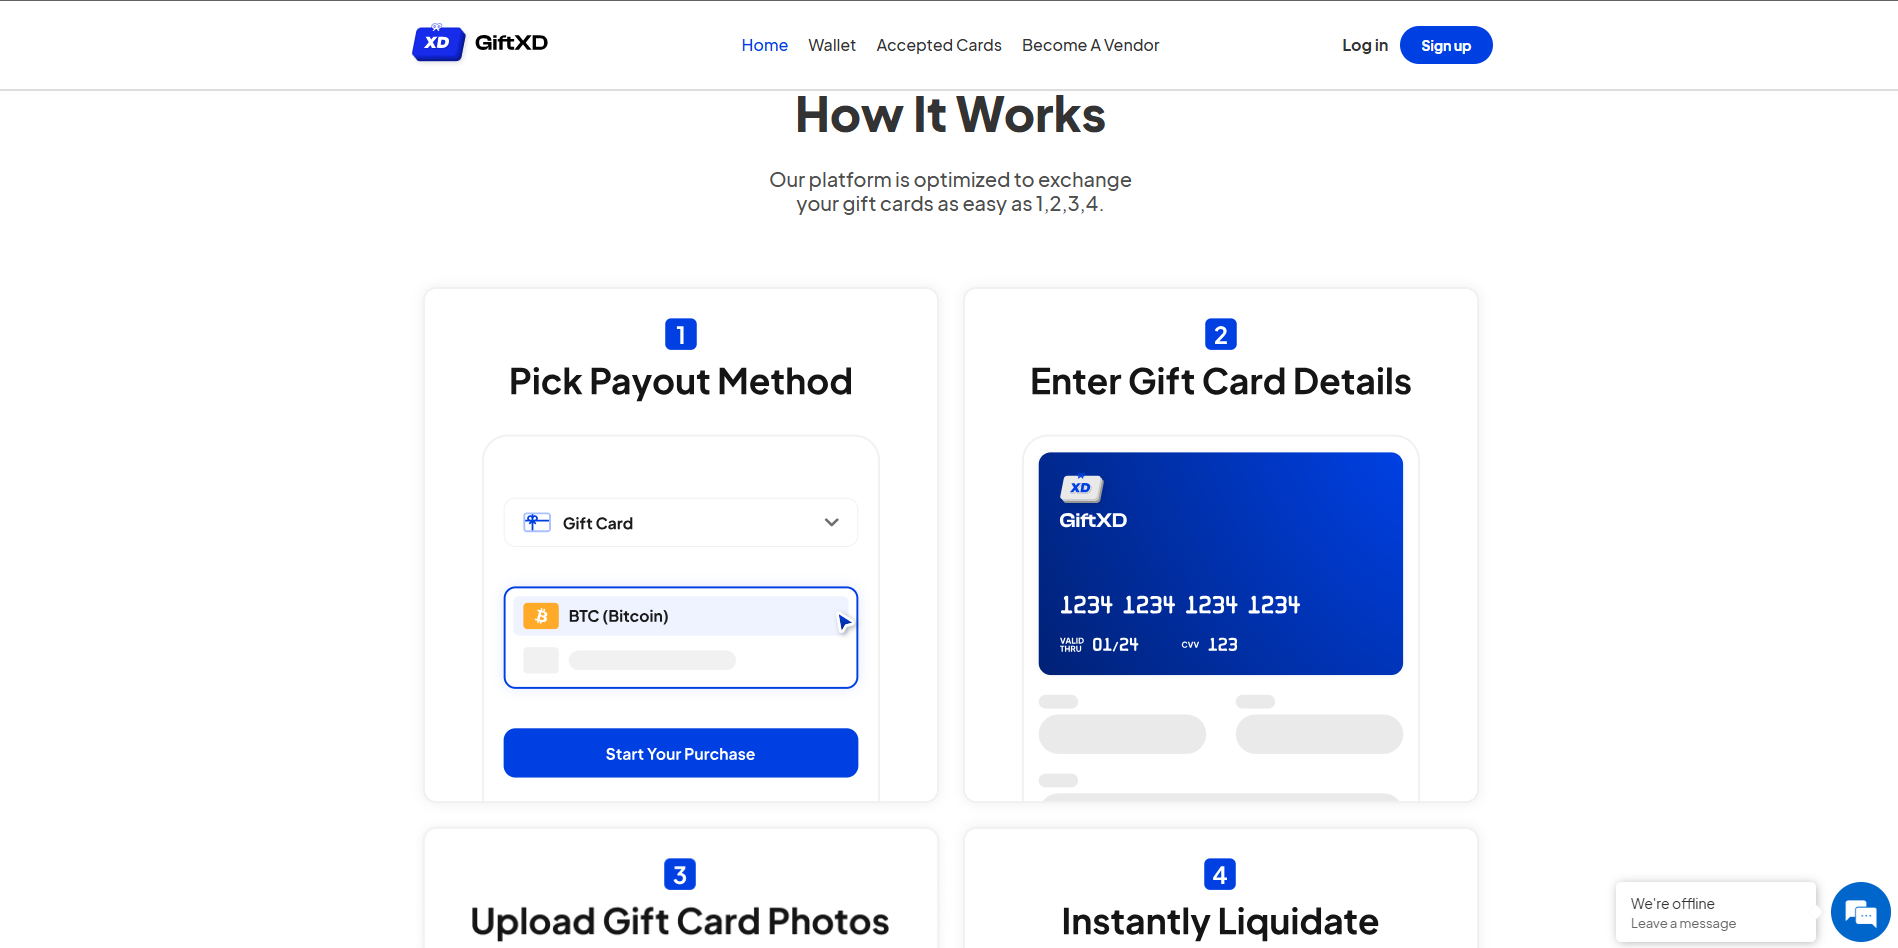 XD GiftXD
Home Wallet Accepted Cards Become A Vendor
Log in Sign up
How It Works
Our platform is optimized to exchange
your gift cards as easy as 1,2,3,4.
1
Pick Payout Method
Gift Card
BTC (Bitcoin)
Start Your Purchase
2
Enter Gift Card Details
XD
GiftXD
1234 1234 1234 1234
VALID
THRU 01/24 CVV 123
3
Upload Gift Card Photos
4
Instantly Liquidate
We're offline
Leave a message